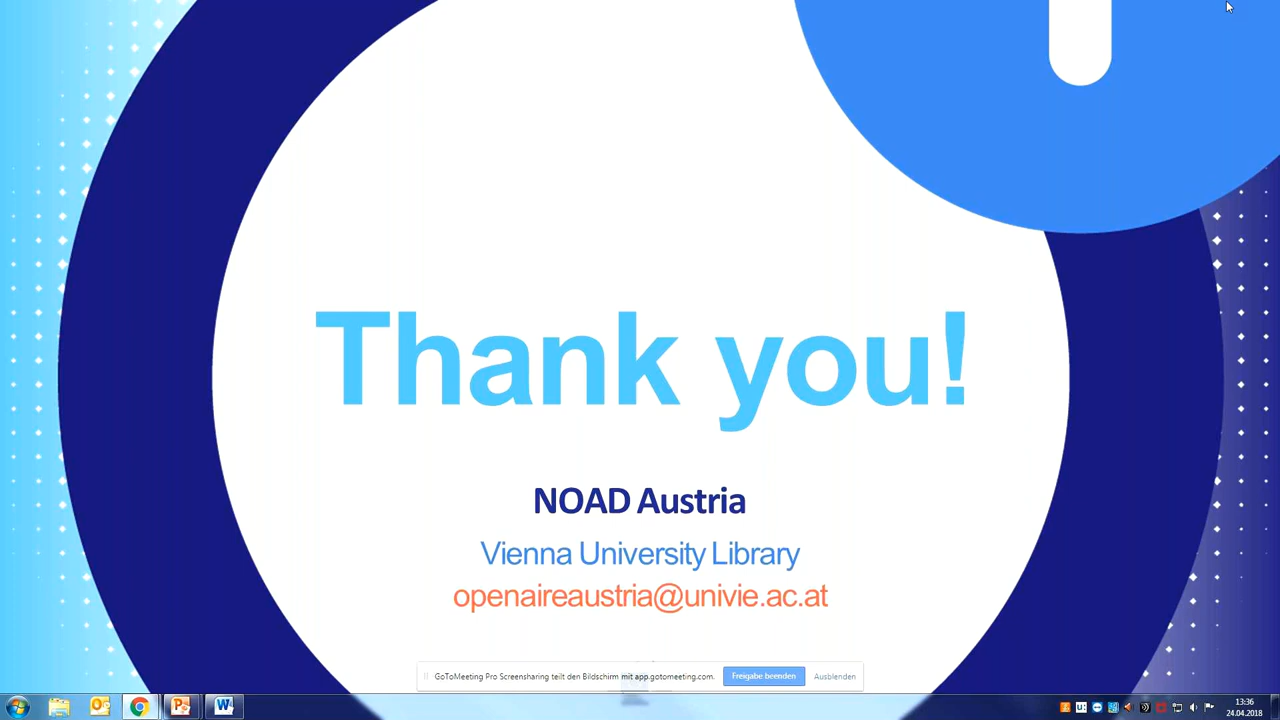 Thank you!
NOAD Austria
Vienna University Library
openaireaustria@univie.ac.at
GoToMeeting Pro Screensharing teilt den Bildschirm mit app.gotomeeting.com.
Freigabe beenden
Ausblenden
13:36
24.04.2018